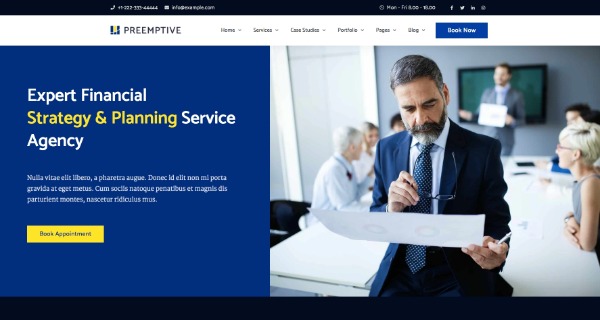 +1-222-333-44444 info@example.com Mon - Fri 8.00 - 18.00
PREEMPTIVE Home Services Case Studies Portfolio Pages Blog Book Now
Expert Financial
Strategy & Planning Service
Agency
Nulla vitae elit libero, a pharetra augue. Donec id elit non mi porta
gravida at eget metus. Cum sociis natoque penatibus et magnis dis
parturient montes, nascetur ridiculus mus.
Book Appointment